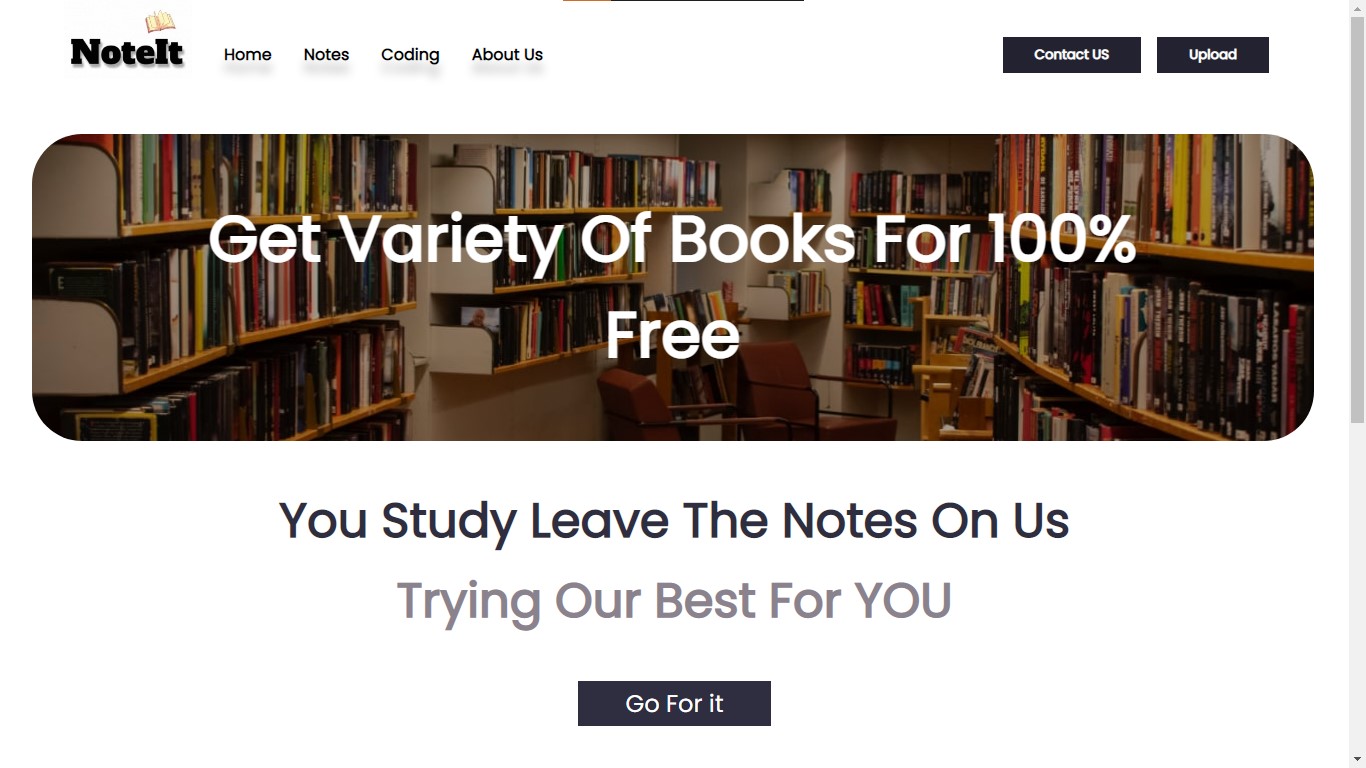 NoteIt
Home Notes Coding About Us
Contact US Upload
Get Variety Of Books For 100%
Free
You Study Leave The Notes On Us
Trying Our Best For YOU
Go For it